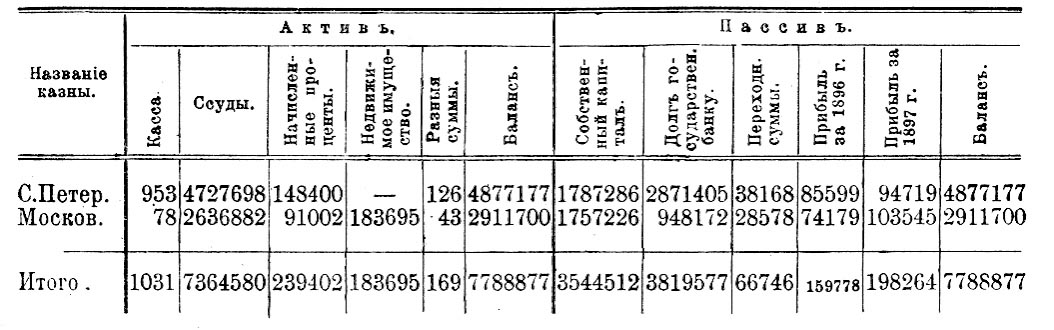 Активъ. Пассивъ.
Названіе казны. Касса. Ссуды. Начисленные проценты. Недвижимое имущество. Разныя суммы. Балансъ. Собственный капиталъ. Долгъ государствен. банку. Переходн. суммы. Прибыль за 1896 г. Прибыль за 1897 г. Балансъ.
С.Петер. 953 4727698 148400 — 126 4877177 1787286 2871405 38168 85599 94719 4877177
Москов. 78 2636882 91002 183695 43 2911700 1757226 948172 28578 74179 103545 2911700
Итого. 1031 7364580 239402 183695 169 7788877 3544512 3819577 66746 159778 198264 7788877